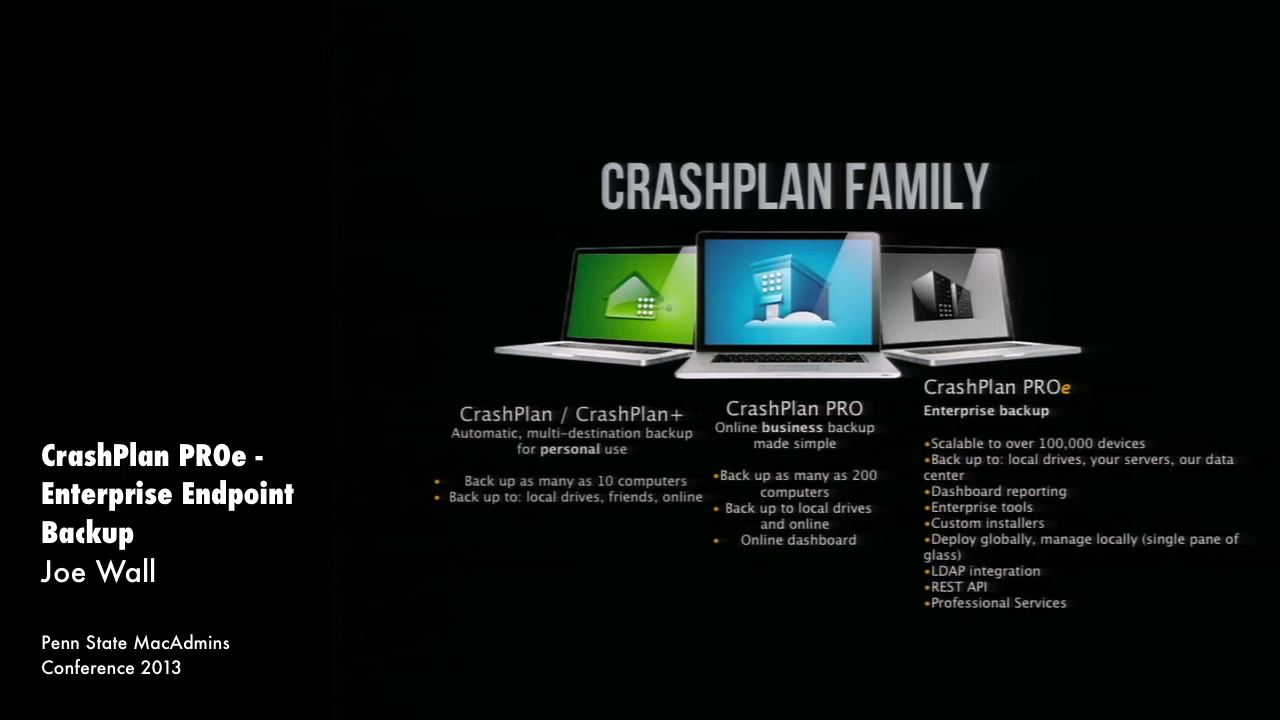 CRASHPLAN FAMILY
CrashPlan / CrashPlan+
Automatic, multi-destination backup
for personal use
• Back up as many as 10 computers
• Back up to: local drives, friends, online
CrashPlan PRO
Online business backup
made simple
•Back up as many as 200
computers
• Back up to local drives
and online
• Online dashboard
CrashPlan PROe
Enterprise backup
•Scalable to over 100,000 devices
•Back up to: local drives, your servers, our data
center
•Dashboard reporting
•Enterprise tools
•Custom installers
•Deploy globally, manage locally (single pane of
glass)
•LDAP integration
•REST API
•Professional Services
CrashPlan PROe -
Enterprise Endpoint
Backup
Joe Wall
Penn State MacAdmins
Conference 2013